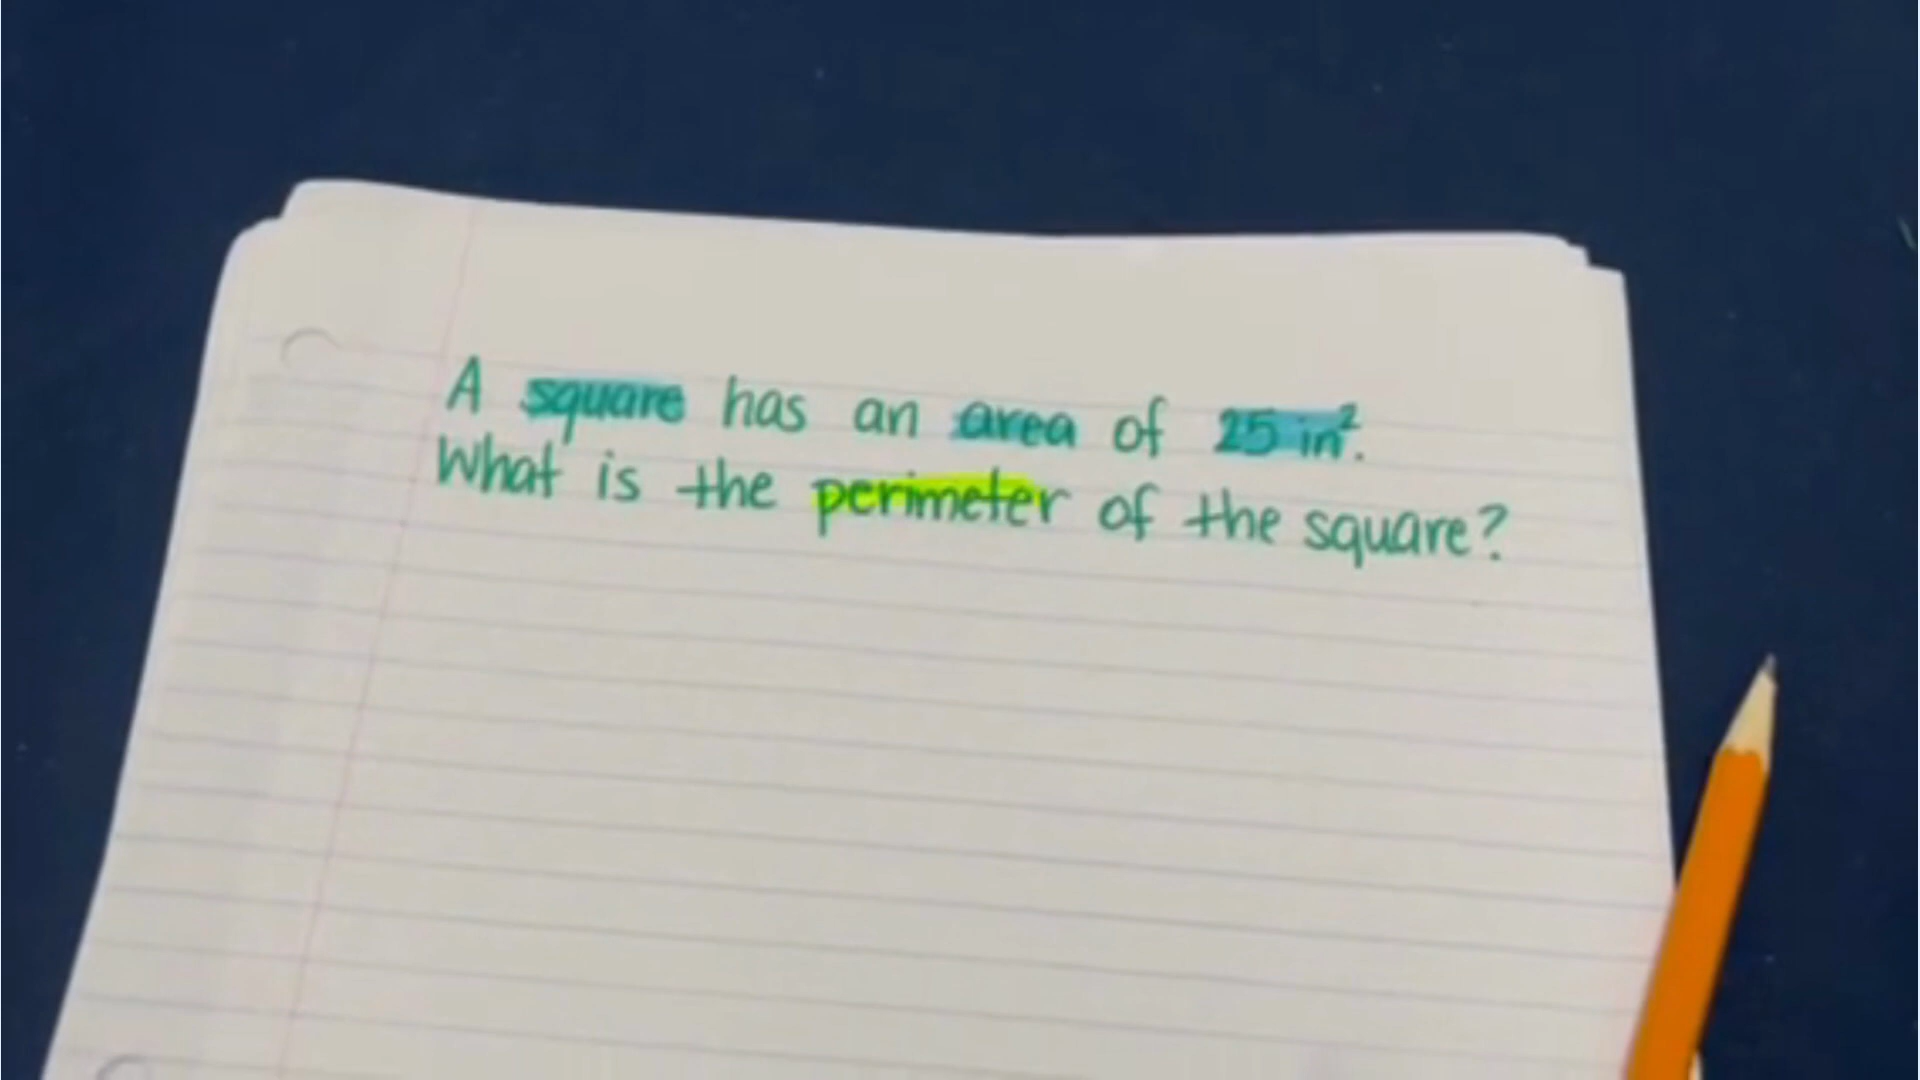 A square has an area of 25 in².
What is the perimeter of the square?